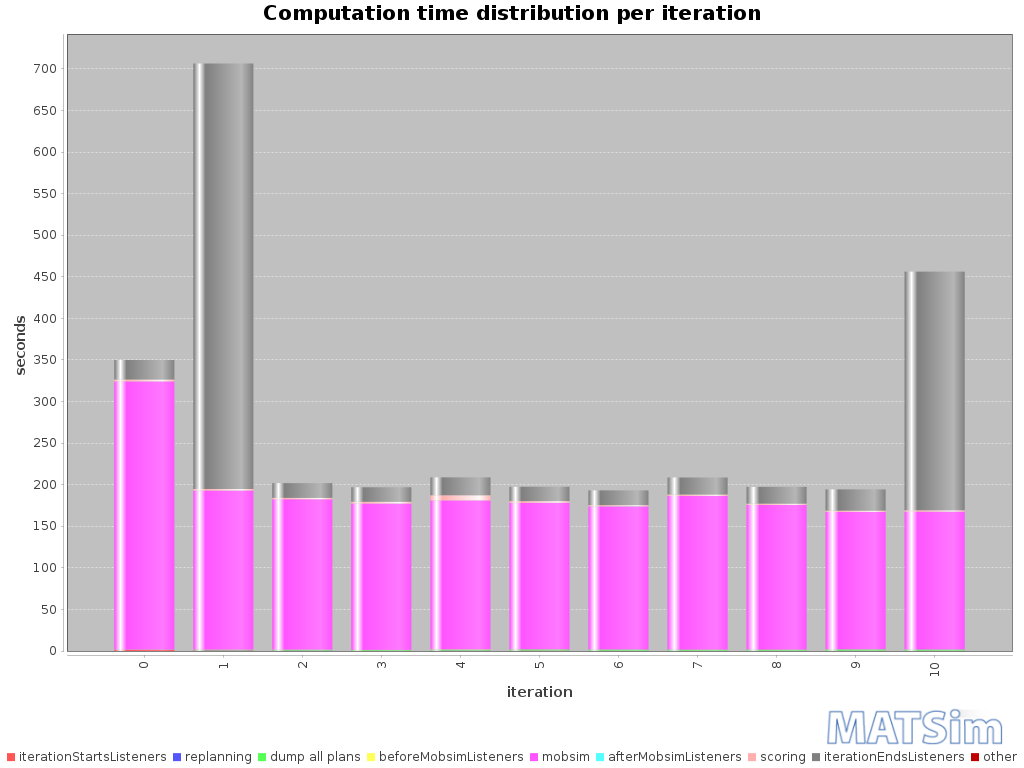 Computation time distribution per iteration
700
650
600
550
500
450
400
350
300
250
200
150
100
50
0
seconds
0 1 2 3 4 5 6 7 8 9 10
iteration
MATSim
iterationStartsListeners replanning dump all plans beforeMobsimListeners mobsim afterMobsimListeners scoring iterationEndsListeners other